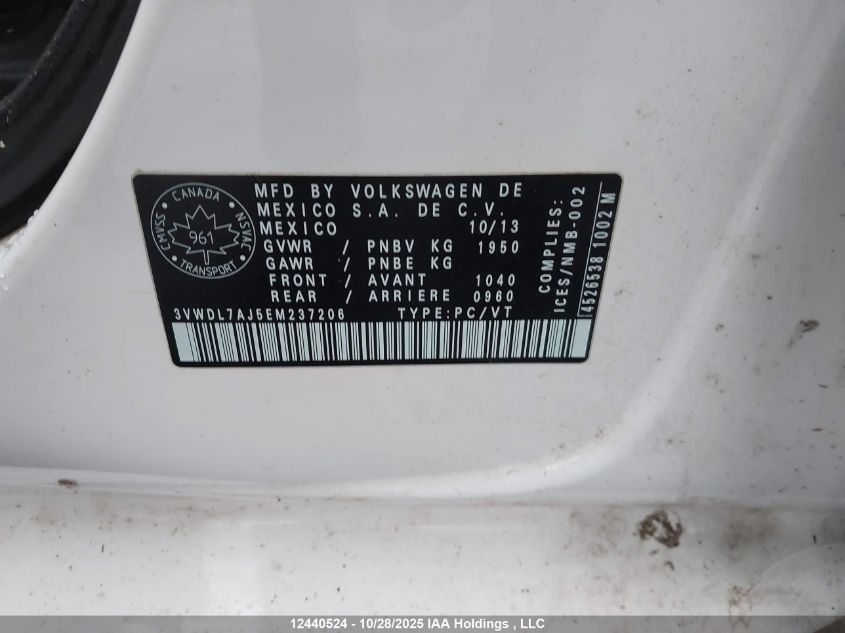 CANADA
CMVSS
NSVAC
961
TRANSPORT
MFD BY VOLKSWAGEN DE
MEXICO S.A. DE C.V.
MEXICO 10/13
GVWR / PNBV KG 1950
GAWR / PNBE KG
FRONT / AVANT 1040
REAR / ARRIERE 0960
3VWDL7AJ5EM237206 TYPE:PC/VT
COMPLIES:
ICES/NMB-002
4526538 1002 M
12440524 - 10/28/2025 IAA Holdings , LLC